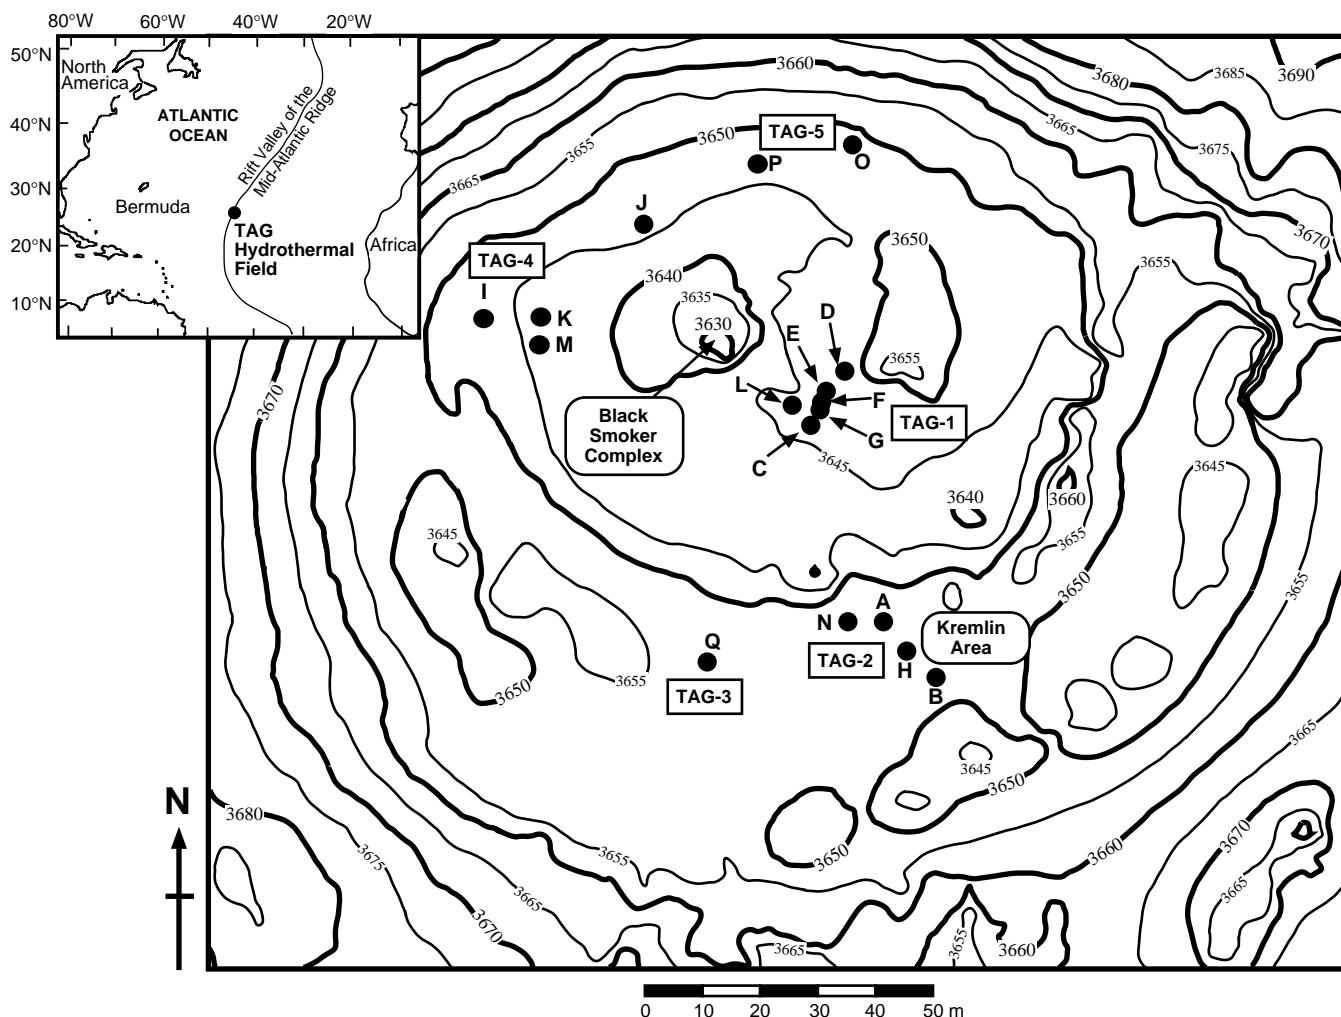 80°W 60°W 40°W 20°W
50°N
40°N
30°N
20°N
10°N
North
America
ATLANTIC
OCEAN
Rift Valley of the
Mid-Atlantic Ridge
Bermuda
TAG
Hydrothermal
Field
Africa
3660
3680
3685
3690
3665
3675
3670
3650
3655
3665
TAG-5
P
O
J
TAG-4
I
K
M
3640
3635
3630
3650
3655
3655
D
E
L
F
G
C
TAG-1
Black
Smoker
Complex
3645
3670
3640
3660
3655
3645
3650
3655
3645
3655
3650
N
A
H
B
Kremlin
Area
TAG-2
Q
TAG-3
3645
3650
3650
3660
3665
3670
3665
3680
3675
3655
3665
3670
3665
3655
3660
N
0 10 20 30 40 50 m